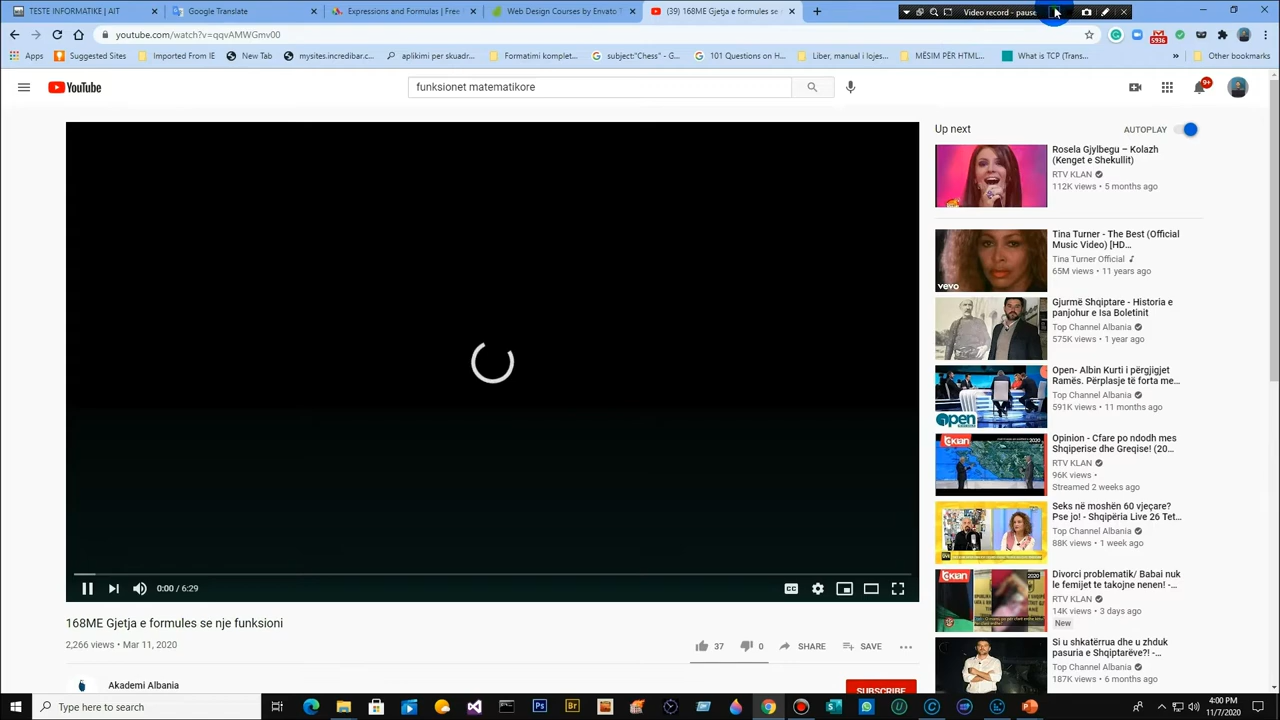 TESTE INFORMATIKE | AIT
Google Translate
Expressions and Formulas | Free
Web Design Courses by Envato T
(39) 168ME Gjetja e formules se nje
Video record - pause
youtube.com/watch?v=qqvAMWGmv00
5936
Apps
Suggested Sites
Imported From IE
New Tab
mysites.incredibar.c...
aplikimi per skuadr...
Formatimi komplet...
subject:"Chess" - G...
101 Questions on H...
Liber, manual i lojes...
MËSIM PËR HTML...
What is TCP (Trans...
»
Other bookmarks
YouTube
funksionet matematikore
9+
Up next
AUTOPLAY
Rosela Gjylbegu – Kolazh
(Kenget e Shekullit)
RTV KLAN
112K views • 5 months ago
Tina Turner - The Best (Official
Music Video) [HD...
Tina Turner Official
65M views • 11 years ago
vevo
Gjurmë Shqiptare - Historia e
panjohur e Isa Boletinit
Top Channel Albania
575K views • 1 year ago
Open- Albin Kurti i përgjigjet
Ramës. Përplasje të forta me...
Top Channel Albania
591K views • 11 months ago
open
Opinion - Cfare po ndodh mes
Shqiperise dhe Greqise! (20...
RTV KLAN
96K views •
Streamed 2 weeks ago
klan
Seks në moshën 60 vjeçare?
Pse jo! - Shqipëria Live 26 Tet...
Top Channel Albania
88K views • 1 week ago
Divorci problematik/ Babai nuk
le femijet te takojne nenen! -...
RTV KLAN
14K views • 3 days ago
New
klan
2020
Si u shkatërrua dhe u zhduk
pasuria e Shqiptarëve?! -...
Top Channel Albania
187K views • 6 months ago
0:00 / 6:29
CC
168ME Gjetja e formules se nje funksioni
2,266 views • Mar 11, 2020
37
0
SHARE
SAVE
Akademi Albania
SUBSCRIBE
Type here to search
Ps
Br
4:00 PM
11/7/2020